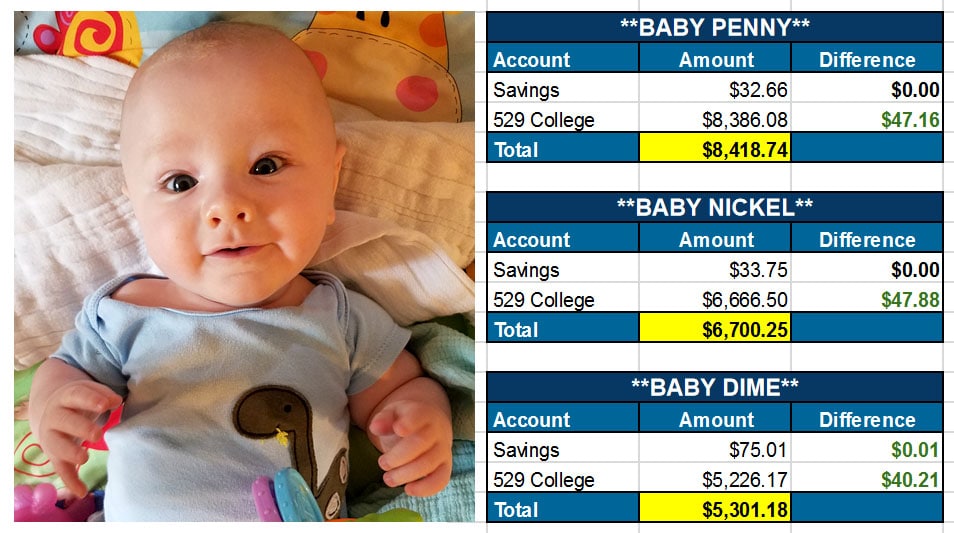 **BABY PENNY**
Account Amount Difference
Savings $32.66 $0.00
529 College $8,386.08 $47.16
Total $8,418.74
**BABY NICKEL**
Account Amount Difference
Savings $33.75 $0.00
529 College $6,666.50 $47.88
Total $6,700.25
**BABY DIME**
Account Amount Difference
Savings $75.01 $0.01
529 College $5,226.17 $40.21
Total $5,301.18